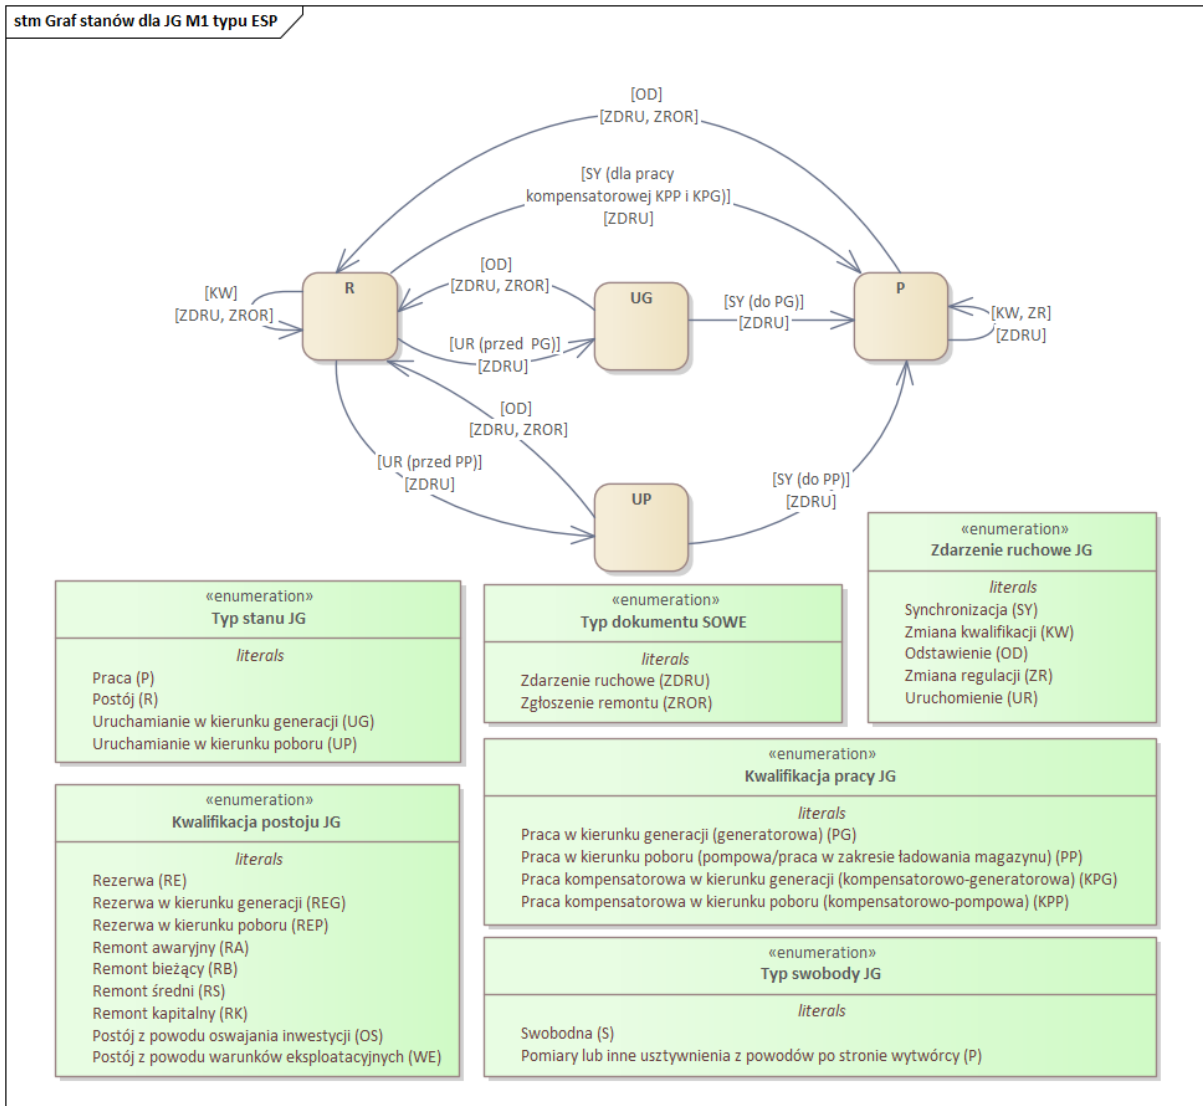 stm Graf stanów dla JG M1 typu ESP
[OD]
[ZDRU, ZROR]
[SY (dla pracy
kompensatorowej KPP i KPG)]
[ZDRU]
R
[KW]
[ZDRU, ZROR]
[OD]
[ZDRU, ZROR]
UG
[SY (do PG)]
[ZDRU]
P
[KW, ZR]
[ZDRU]
[UR (przed  PG)]
[ZDRU]
[OD]
[ZDRU, ZROR]
[UR (przed PP)]
[ZDRU]
UP
[SY (do PP)]
[ZDRU]
«enumeration»
Zdarzenie ruchowe JG
literals
Synchronizacja (SY)
Zmiana kwalifikacji (KW)
Odstawienie (OD)
Zmiana regulacji (ZR)
Uruchomienie (UR)
«enumeration»
Typ stanu JG
literals
Praca (P)
Postój (R)
Uruchamianie w kierunku generacji (UG)
Uruchamianie w kierunku poboru (UP)
«enumeration»
Typ dokumentu SOWE
literals
Zdarzenie ruchowe (ZDRU)
Zgłoszenie remontu (ZROR)
«enumeration»
Kwalifikacja pracy JG
literals
Praca w kierunku generacji (generatorowa) (PG)
Praca w kierunku poboru (pompowa/praca w zakresie ładowania magazynu) (PP)
Praca kompensatorowa w kierunku generacji (kompensatorowo-generatorowa) (KPG)
Praca kompensatorowa w kierunku poboru (kompensatorowo-pompowa) (KPP)
«enumeration»
Kwalifikacja postoju JG
literals
Rezerwa (RE)
Rezerwa w kierunku generacji (REG)
Rezerwa w kierunku poboru (REP)
Remont awaryjny (RA)
Remont bieżący (RB)
Remont średni (RS)
Remont kapitalny (RK)
Postój z powodu oswajania inwestycji (OS)
Postój z powodu warunków eksploatacyjnych (WE)
«enumeration»
Typ swobody JG
literals
Swobodna (S)
Pomiary lub inne usztywnienia z powodów po stronie wytwórcy (P)